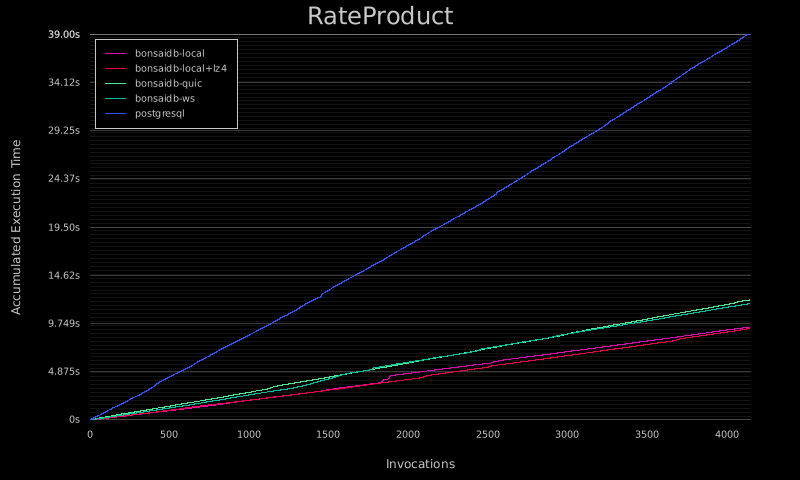 RateProduct
39.00s
34.12s
29.25s
24.37s
19.50s
14.62s
9.749s
4.875s
0s
Accumulated Execution Time
bonsaidb-local
bonsaidb-local+lz4
bonsaidb-quic
bonsaidb-ws
postgresql
0 500 1000 1500 2000 2500 3000 3500 4000
Invocations